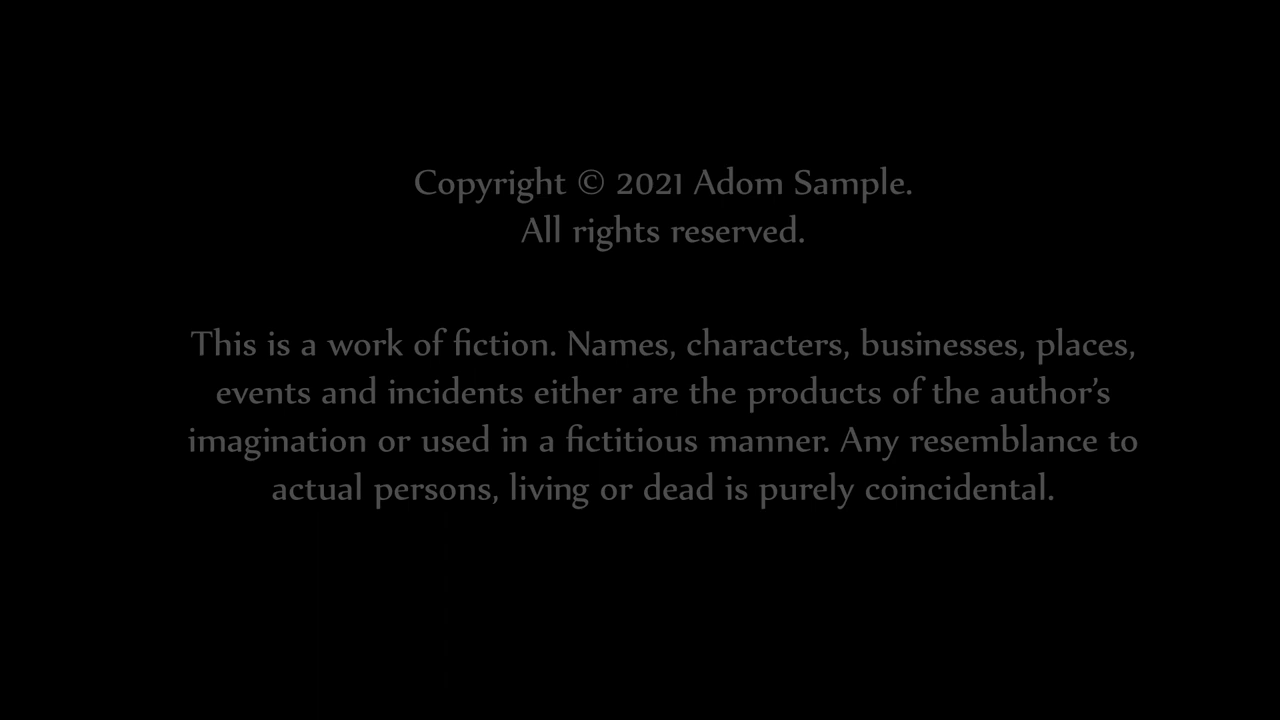 Copyright © 2021 Adom Sample.
All rights reserved.
This is a work of fiction. Names, characters, businesses, places,
events and incidents either are the products of the author’s
imagination or used in a fictitious manner. Any resemblance to
actual persons, living or dead is purely coincidental.